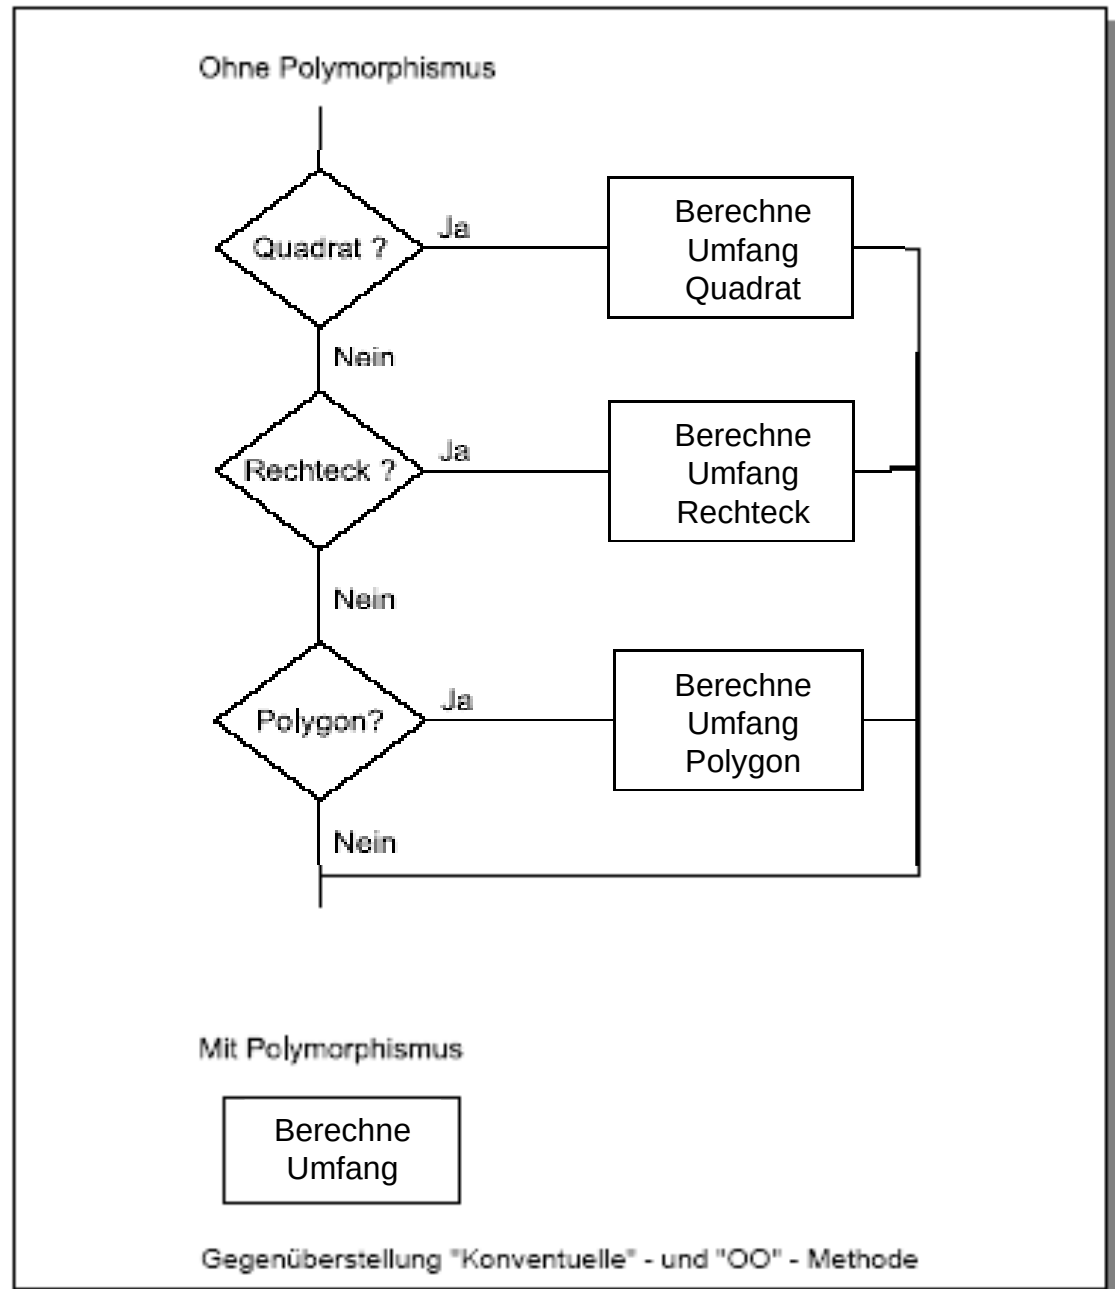 Ohne Polymorphismus
Quadrat ?
Ja
Berechne
Umfang
Quadrat
Nein
Rechteck ?
Ja
Berechne
Umfang
Rechteck
Nein
Polygon?
Ja
Berechne
Umfang
Polygon
Nein
Mit Polymorphismus
Berechne
Umfang
Gegenüberstellung "Konventuelle" - und "OO" - Methode